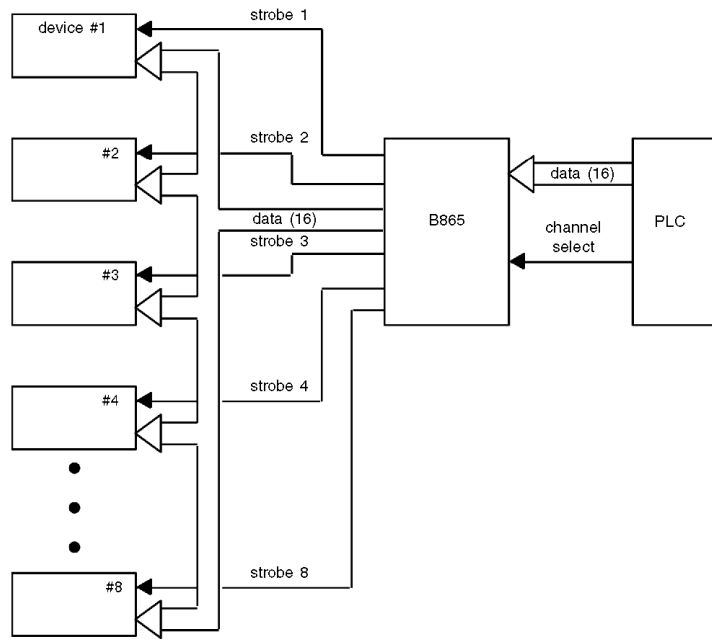 strobe 1
device #1
strobe 2
#2
data (16)
B865
PLC
data (16)
channel
select
strobe 3
#3
strobe 4
#4
strobe 8
#8